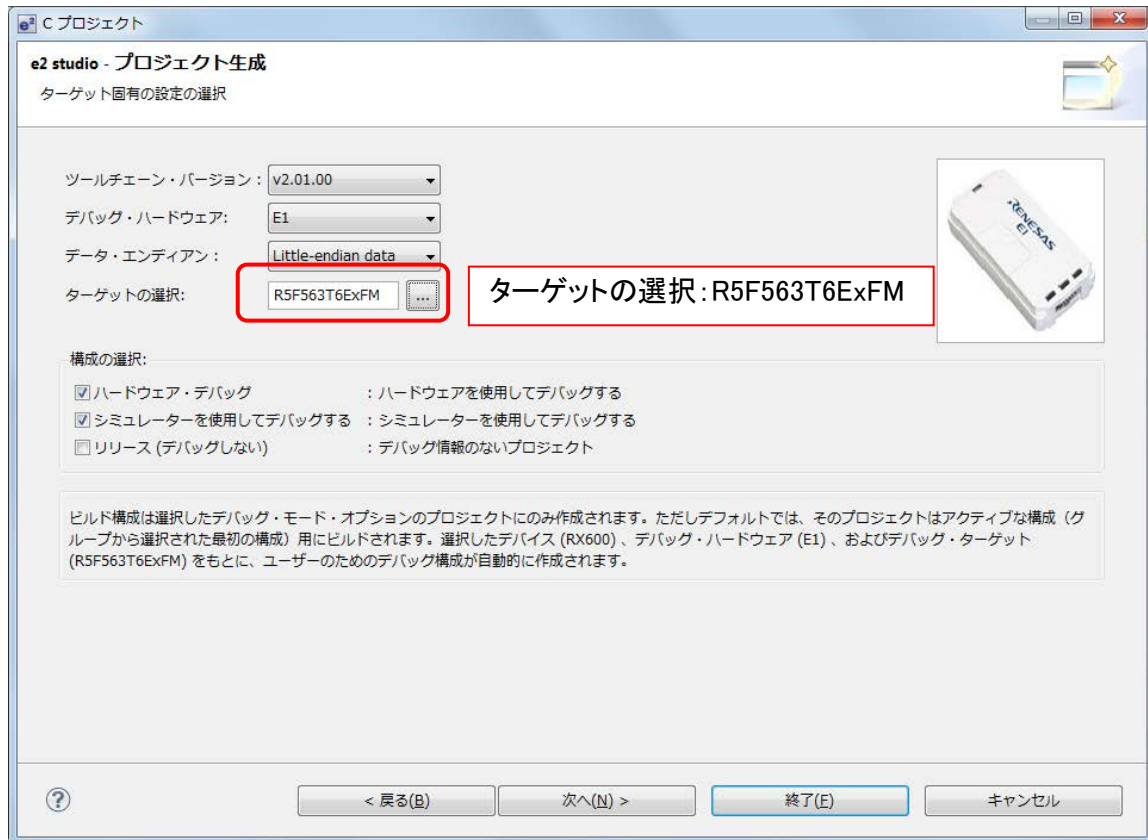 C プロジェクト
e2 studio - プロジェクト生成
ターゲット固有の設定の選択
ツールチェーン・バージョン : v2.01.00
デバッグ・ハードウェア: E1
データ・エンディアン : Little-endian data
ターゲットの選択: R5F563T6ExFM ...
ターゲットの選択：R5F563T6ExFM
RENESAS
E1
構成の選択:
ハードウェア・デバッグ : ハードウェアを使用してデバッグする
シミュレーターを使用してデバッグする : シミュレーターを使用してデバッグする
リリース (デバッグしない) : デバッグ情報のないプロジェクト
ビルド構成は選択したデバッグ・モード・オプションのプロジェクトにのみ作成されます。ただしデフォルトでは、そのプロジェクトはアクティブな構成（グ
ループから選択された最初の構成）用にビルドされます。選択したデバイス (RX600) 、デバッグ・ハードウェア (E1) 、およびデバッグ・ターゲット
(R5F563T6ExFM) をもとに、ユーザーのためのデバッグ構成が自動的に作成されます。
< 戻る(B) 次へ(N) > 終了(F) キャンセル